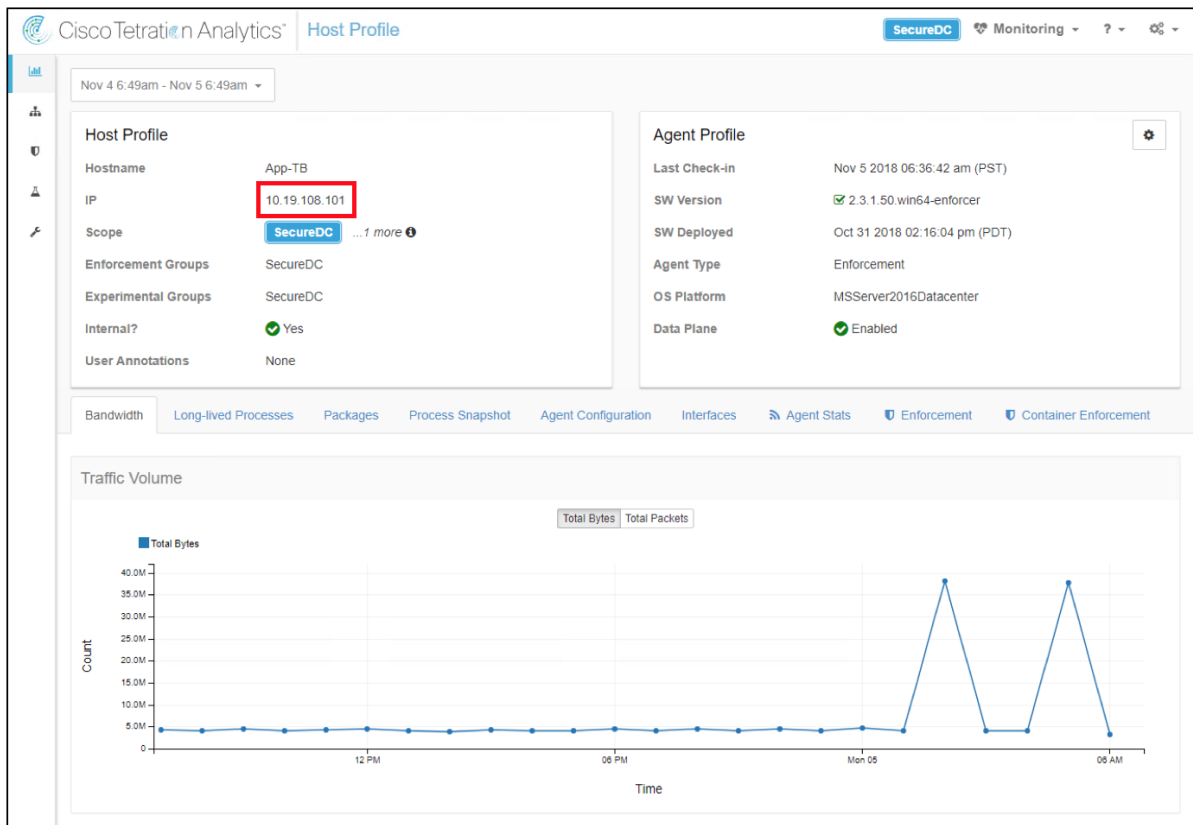 Cisco Tetration Analytics™ Host Profile SecureDC Monitoring ?
Nov 4 6:49am - Nov 5 6:49am
Host Profile
Hostname App-TB
IP 10.19.108.101
Scope SecureDC ...1 more
Enforcement Groups SecureDC
Experimental Groups SecureDC
Internal? Yes
User Annotations None
Agent Profile
Last Check-in Nov 5 2018 06:36:42 am (PST)
SW Version 2.3.1.50.win64-enforcer
SW Deployed Oct 31 2018 02:16:04 pm (PDT)
Agent Type Enforcement
OS Platform MSServer2016Datacenter
Data Plane Enabled
Bandwidth Long-lived Processes Packages Process Snapshot Agent Configuration Interfaces Agent Stats Enforcement Container Enforcement
Traffic Volume
Total Bytes Total Packets
Total Bytes
40.0M
35.0M
30.0M
25.0M
20.0M
15.0M
10.0M
5.0M
0
Count
12 PM 06 PM Mon 05 06 AM
Time